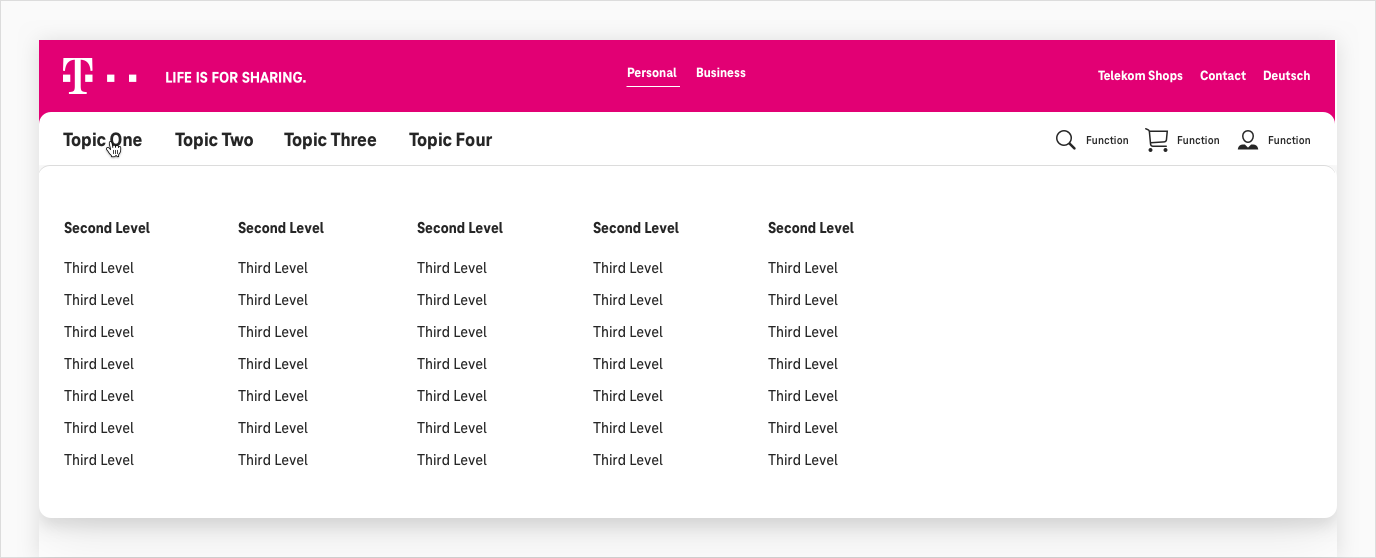 T LIFE IS FOR SHARING. Personal Business Telekom Shops Contact Deutsch
Topic One Topic Two Topic Three Topic Four Function Function Function
Second Level Second Level Second Level Second Level Second Level
Third Level Third Level Third Level Third Level Third Level
Third Level Third Level Third Level Third Level Third Level
Third Level Third Level Third Level Third Level Third Level
Third Level Third Level Third Level Third Level Third Level
Third Level Third Level Third Level Third Level Third Level
Third Level Third Level Third Level Third Level Third Level
Third Level Third Level Third Level Third Level Third Level